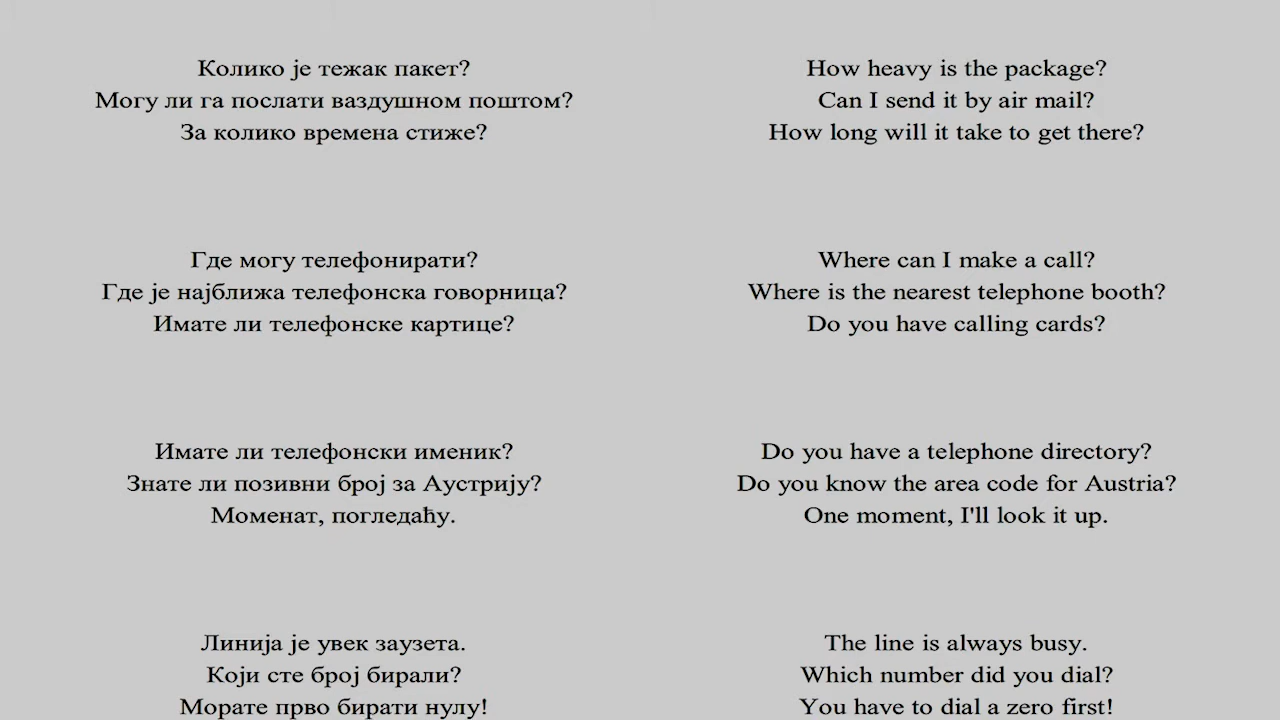 Колико је тежак пакет?
Могу ли га послати ваздушном поштом?
За колико времена стиже?
How heavy is the package?
Can I send it by air mail?
How long will it take to get there?
Где могу телефонирати?
Где је најближа телефонска говорница?
Имате ли телефонске картице?
Where can I make a call?
Where is the nearest telephone booth?
Do you have calling cards?
Имате ли телефонски именик?
Знате ли позивни број за Аустрију?
Моменат, погледаћу.
Do you have a telephone directory?
Do you know the area code for Austria?
One moment, I'll look it up.
Линија је увек заузета.
Који сте број бирали?
Морате прво бирати нулу!
The line is always busy.
Which number did you dial?
You have to dial a zero first!